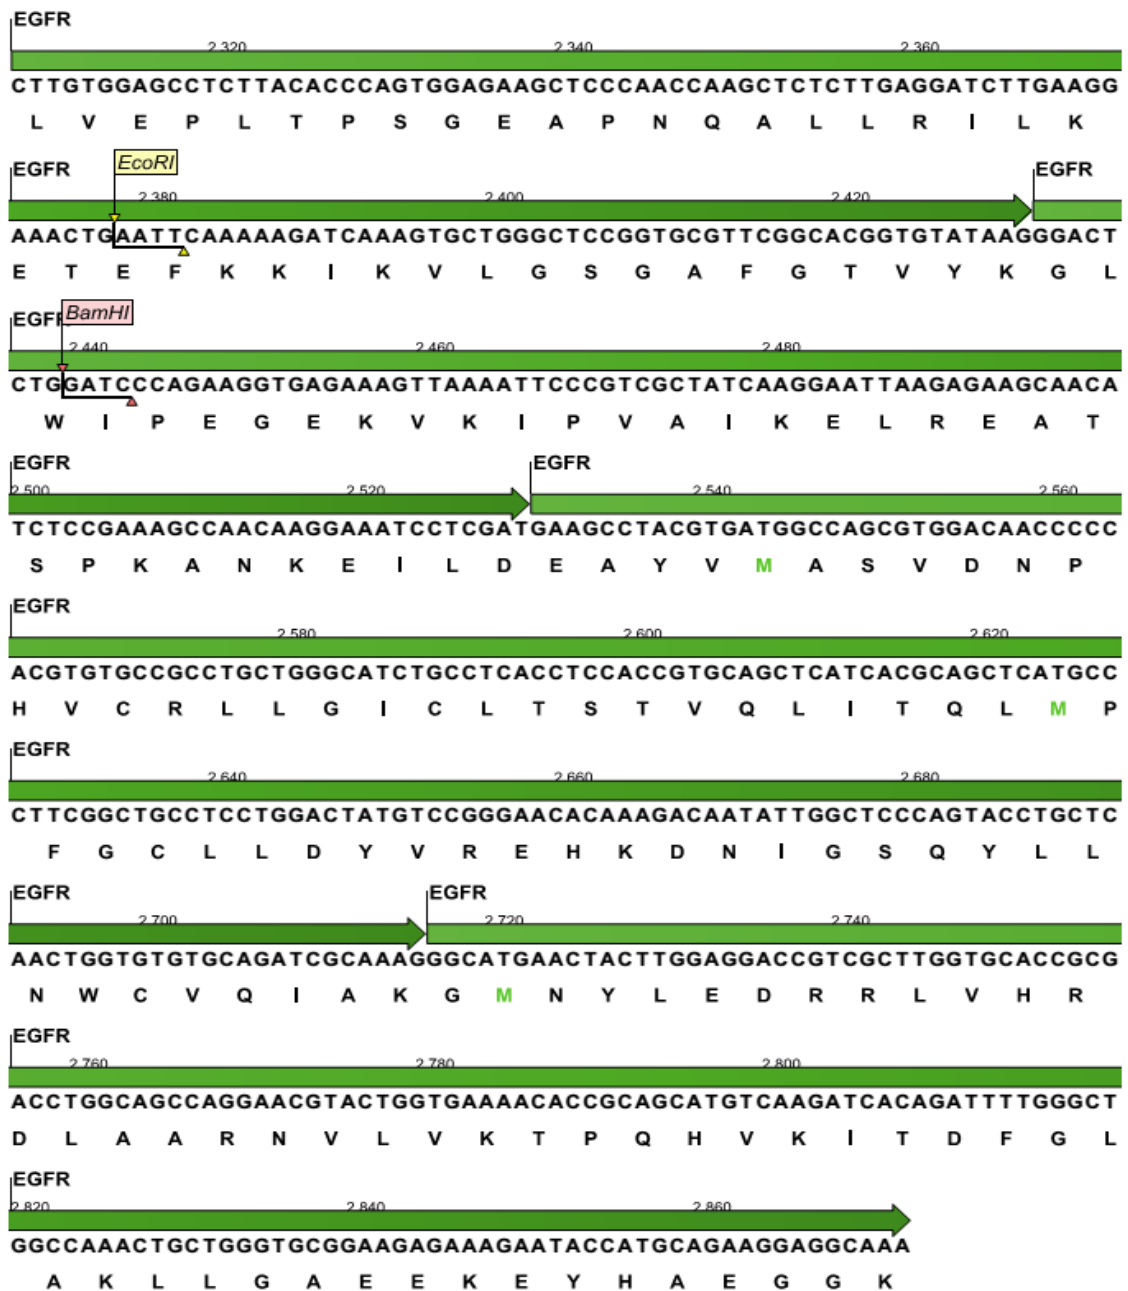 EGFR
2.320 2.340 2.360
CTTGTGGAGCCTCTTACACCCAGTGGAGAAGCTCCCAACCAAGCTCTCTTGAGGATCTTGAAGG
L V E P L T P S G E A P N Q A L L R I L K
EcoRI
EGFR EGFR
2.380 2.400 2.420
AAACTGAATTCAAAAAGATCAAAGTGCTGGGCTCCGGTGCGTTCGGCACGGTGTATAAGGGACT
E T E F K K I K V L G S G A F G T V Y K G L
BamHI
EGFR
2.440 2.460 2.480
CTGGATCCCAGAAGGTGAGAAAGTTAAAATTCCCGTCGCTATCAAGGAATTAAGAGAAGCAACA
W I P E G E K V K I P V A I K E L R E A T
EGFR EGFR
2.500 2.520 2.540 2.560
TCTCCGAAAGCCAACAAGGAAATCCTCGATGAAGCCTACGTGATGGCCAGCGTGGACAACCCCC
S P K A N K E I L D E A Y V M A S V D N P
EGFR
2.580 2.600 2.620
ACGTGTGCCGCCTGCTGGGCATCTGCCTCACCTCCACCGTGCAGCTCATCACGCAGCTCATGCC
H V C R L L G I C L T S T V Q L I T Q L M P
EGFR
2.640 2.660 2.680
CTTCGGCTGCCTCCTGGACTATGTCCGGGAACACAAAGACAATATTGGCTCCCAGTACCTGCTC
F G C L L D Y V R E H K D N I G S Q Y L L
EGFR EGFR
2.700 2.720 2.740
AACTGGTGTGTGCAGATCGCAAAGGGCATGAACTACTTGGAGGACCGTCGCTTGGTGCACCGCG
N W C V Q I A K G M N Y L E D R R L V H R
EGFR
2.760 2.780 2.800
ACCTGGCAGCCAGGAACGTACTGGTGAAAACACCGCAGCATGTCAAGATCACAGATTTTGGGCT
D L A A R N V L V K T P Q H V K I T D F G L
EGFR
2.820 2.840 2.860
GGCCAAACTGCTGGGTGCGGAAGAGAAAGAATACCATGCAGAAGGAGGCAAA
A K L L G A E E K E Y H A E G G K